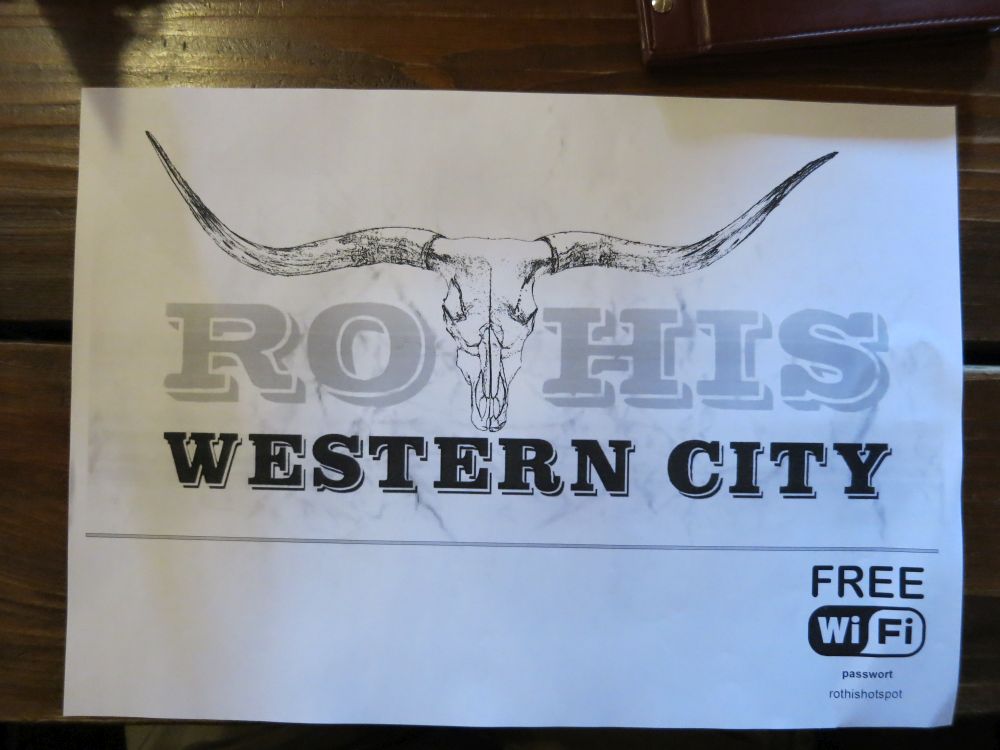 ROTHIS
WESTERN CITY
FREE
WiFi
passwort
rothishotspot